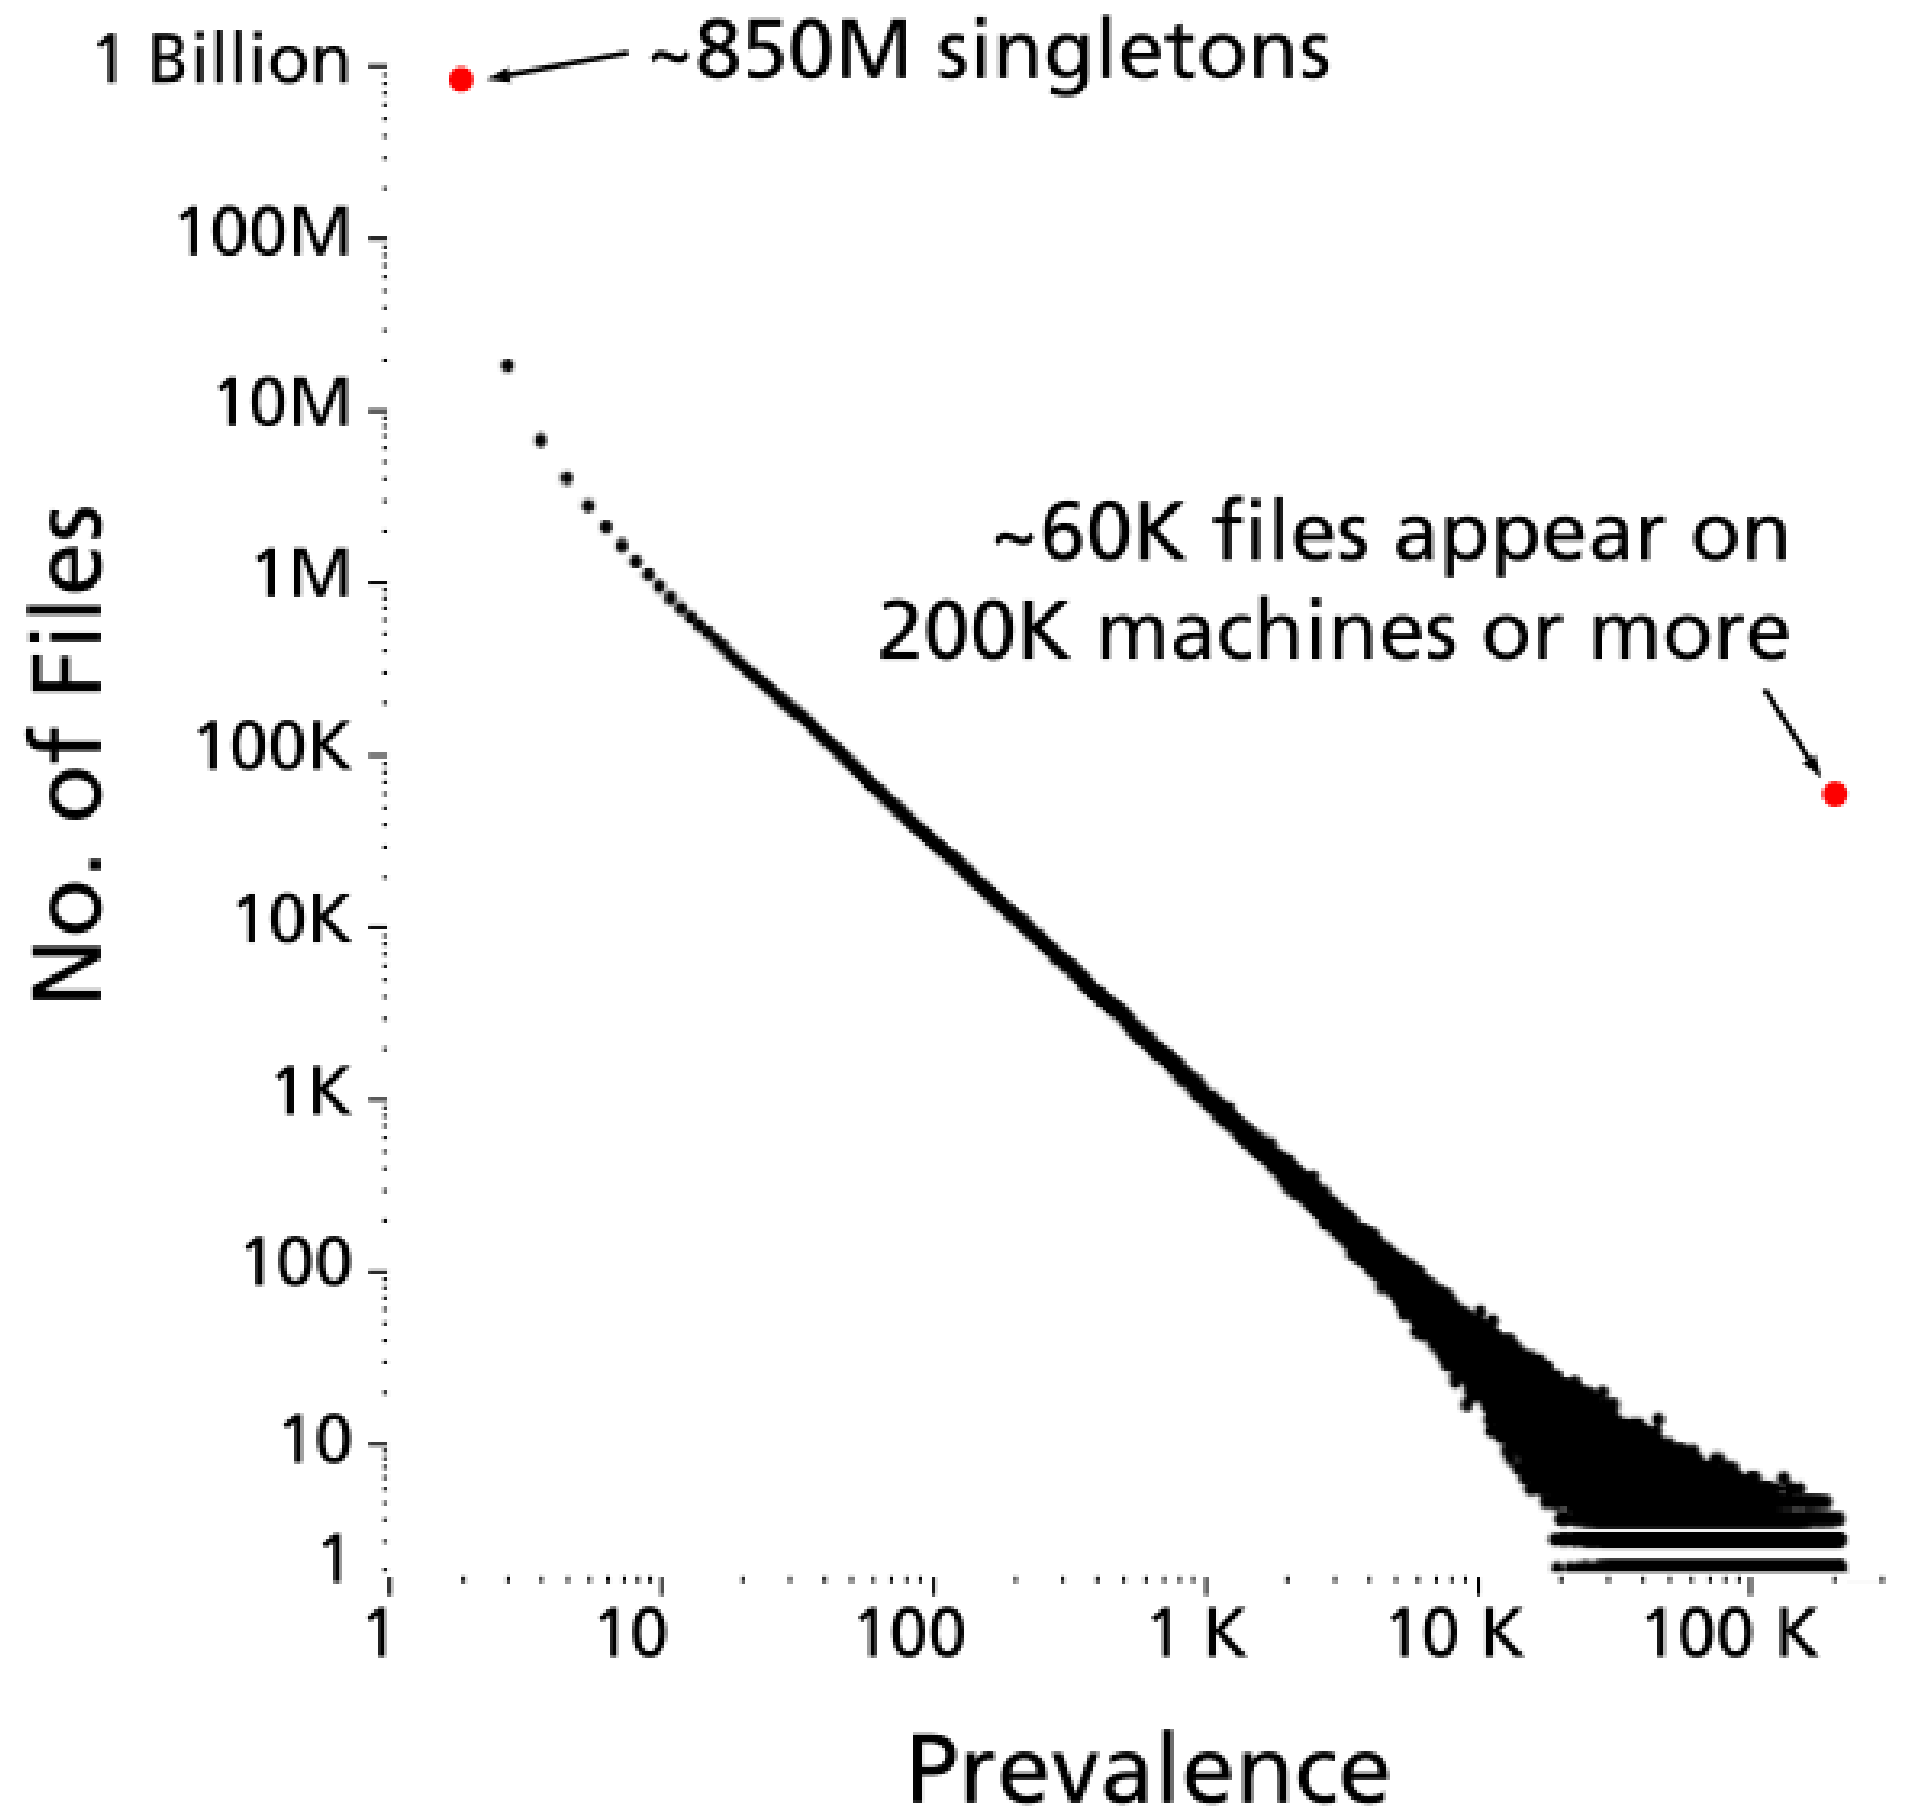 1 Billion
~850M singletons
100M
10M
~60K files appear on
200K machines or more
1M
100K
10K
1K
100
10
1
No. of Files
1
10
100
1 K
10 K
100 K
Prevalence